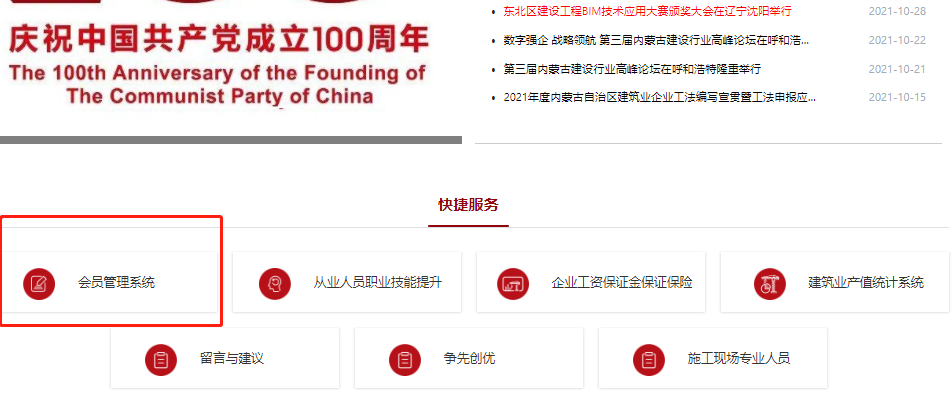 庆祝中国共产党成立100周年
The 100th Anniversary of the Founding of
The Communist Party of China
东北区建设工程BIM技术应用大赛颁奖大会在辽宁沈阳举行 2021-10-28
数字强企 战略领航 第三届内蒙古建设行业高峰论坛在呼和浩... 2021-10-22
第三届内蒙古建设行业高峰论坛在呼和浩特隆重举行 2021-10-21
2021年度内蒙古自治区建筑业企业工法编写宣贯暨工法申报应... 2021-10-15
快捷服务
会员管理系统
从业人员职业技能提升
企业工资保证金保证保险
建筑业产值统计系统
留言与建议
争先创优
施工现场专业人员